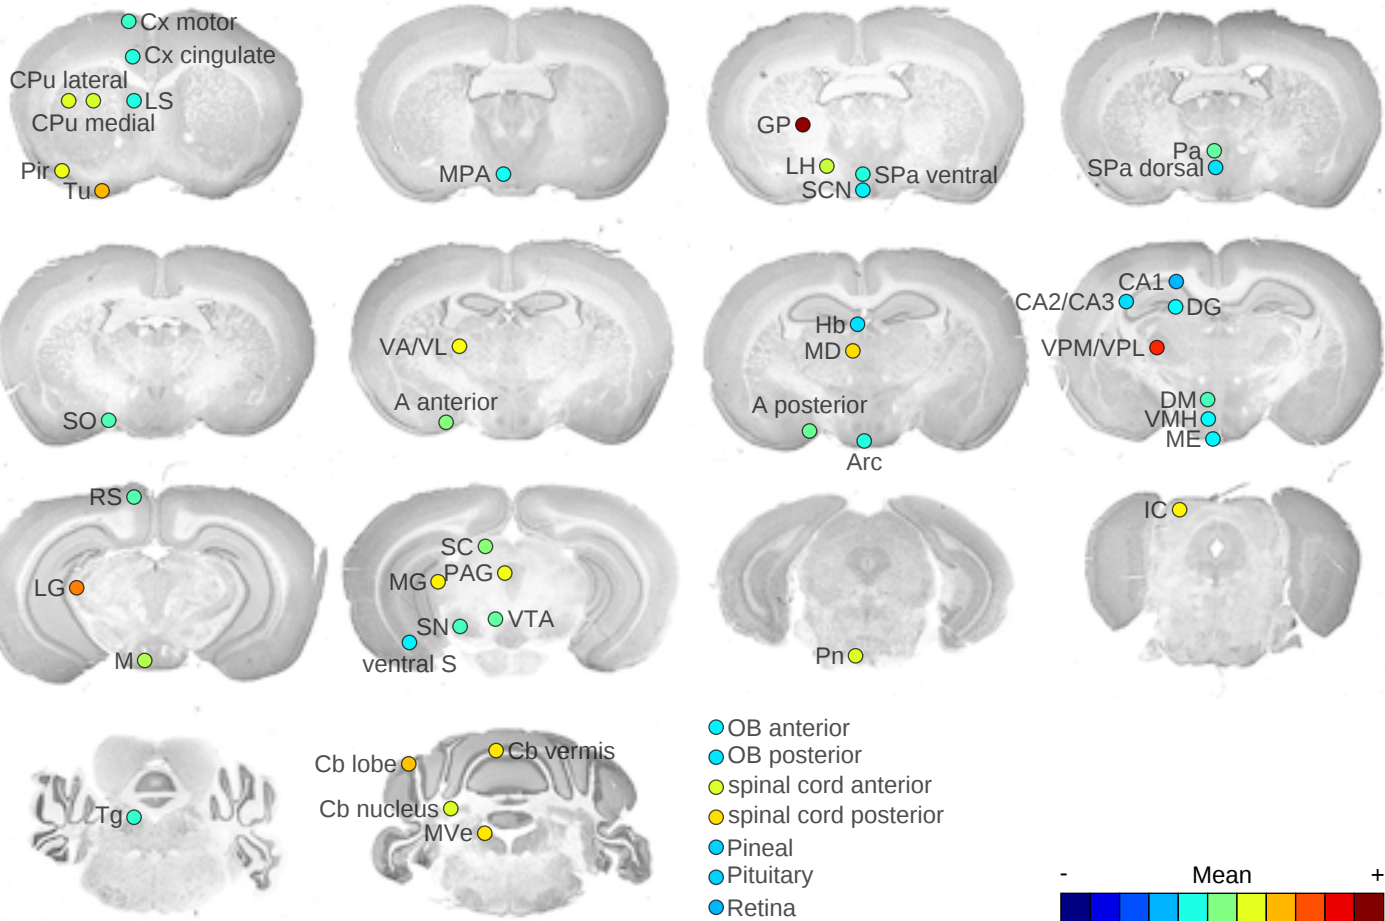 Cx motor
Cx cingulate
CPu lateral
LS
CPu medial
Pir
Tu
MPA
GP
LH
SPa ventral
SCN
Pa
SPa dorsal
SO
VA/VL
A anterior
Hb
MD
A posterior
Arc
CA1
CA2/CA3
DG
VPM/VPL
DM
VMH
ME
RS
LG
M
SC
MG
PAG
SN
VTA
ventral S
Pn
IC
Tg
Cb lobe
Cb vermis
Cb nucleus
MVe
OB anterior
OB posterior
spinal cord anterior
spinal cord posterior
Pineal
Pituitary
Retina
- Mean +